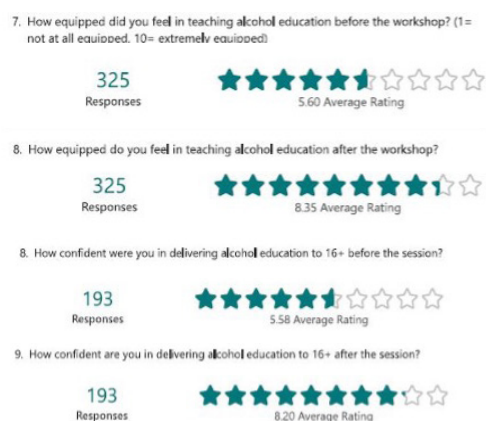 7. How equipped did you feel in teaching alcohol education before the workshop? (1=
not at all equipped. 10= extremely equipped)
325
Responses
5.60 Average Rating
8. How equipped do you feel in teaching alcohol education after the workshop?
325
Responses
8.35 Average Rating
8. How confident were you in delivering alcohol education to 16+ before the session?
193
Responses
5.58 Average Rating
9. How confident are you in delivering alcohol education to 16+ after the session?
193
Responses
8.20 Average Rating